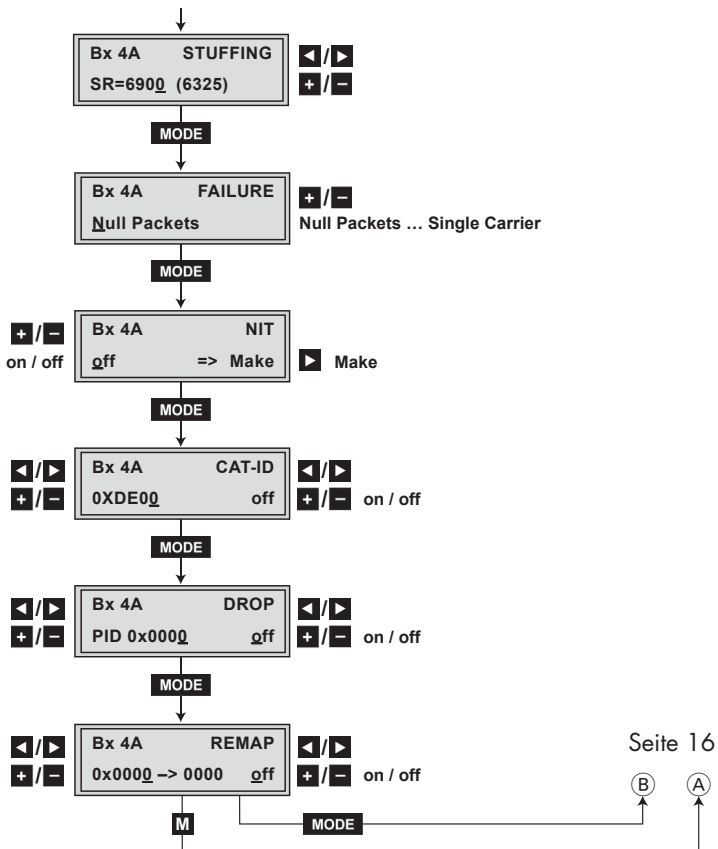 Bx 4A STUFFING
SR=6900 (6325)
◄/►
+/−
MODE
Bx 4A FAILURE
Null Packets
+/−
Null Packets … Single Carrier
MODE
+/−
on / off
Bx 4A NIT
off => Make
► Make
MODE
◄/►
+/−
Bx 4A CAT-ID
0XDE00 off
◄/►
+/− on / off
MODE
◄/►
+/−
Bx 4A DROP
PID 0x0000 off
◄/►
+/− on / off
MODE
◄/►
+/−
Bx 4A REMAP
0x0000 –> 0000 off
◄/►
+/− on / off
Seite 16
B A
M MODE